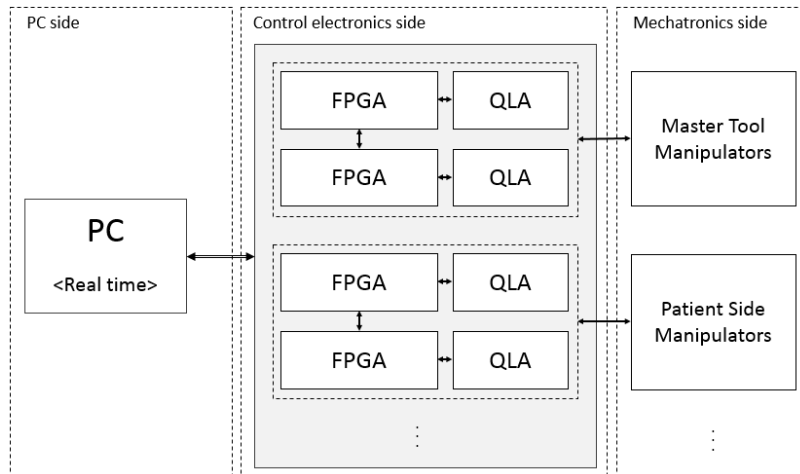 PC side
Control electronics side
Mechatronics side
FPGA
QLA
FPGA
QLA
Master Tool
Manipulators
PC
<Real time>
FPGA
QLA
FPGA
QLA
Patient Side
Manipulators
⋮
⋮